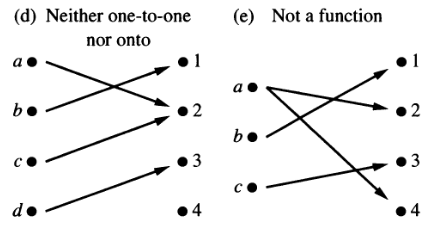 (d) Neither one-to-one
nor onto
a 1
b 2
c 3
d 4
(e) Not a function
1
a 2
b
3
c
4